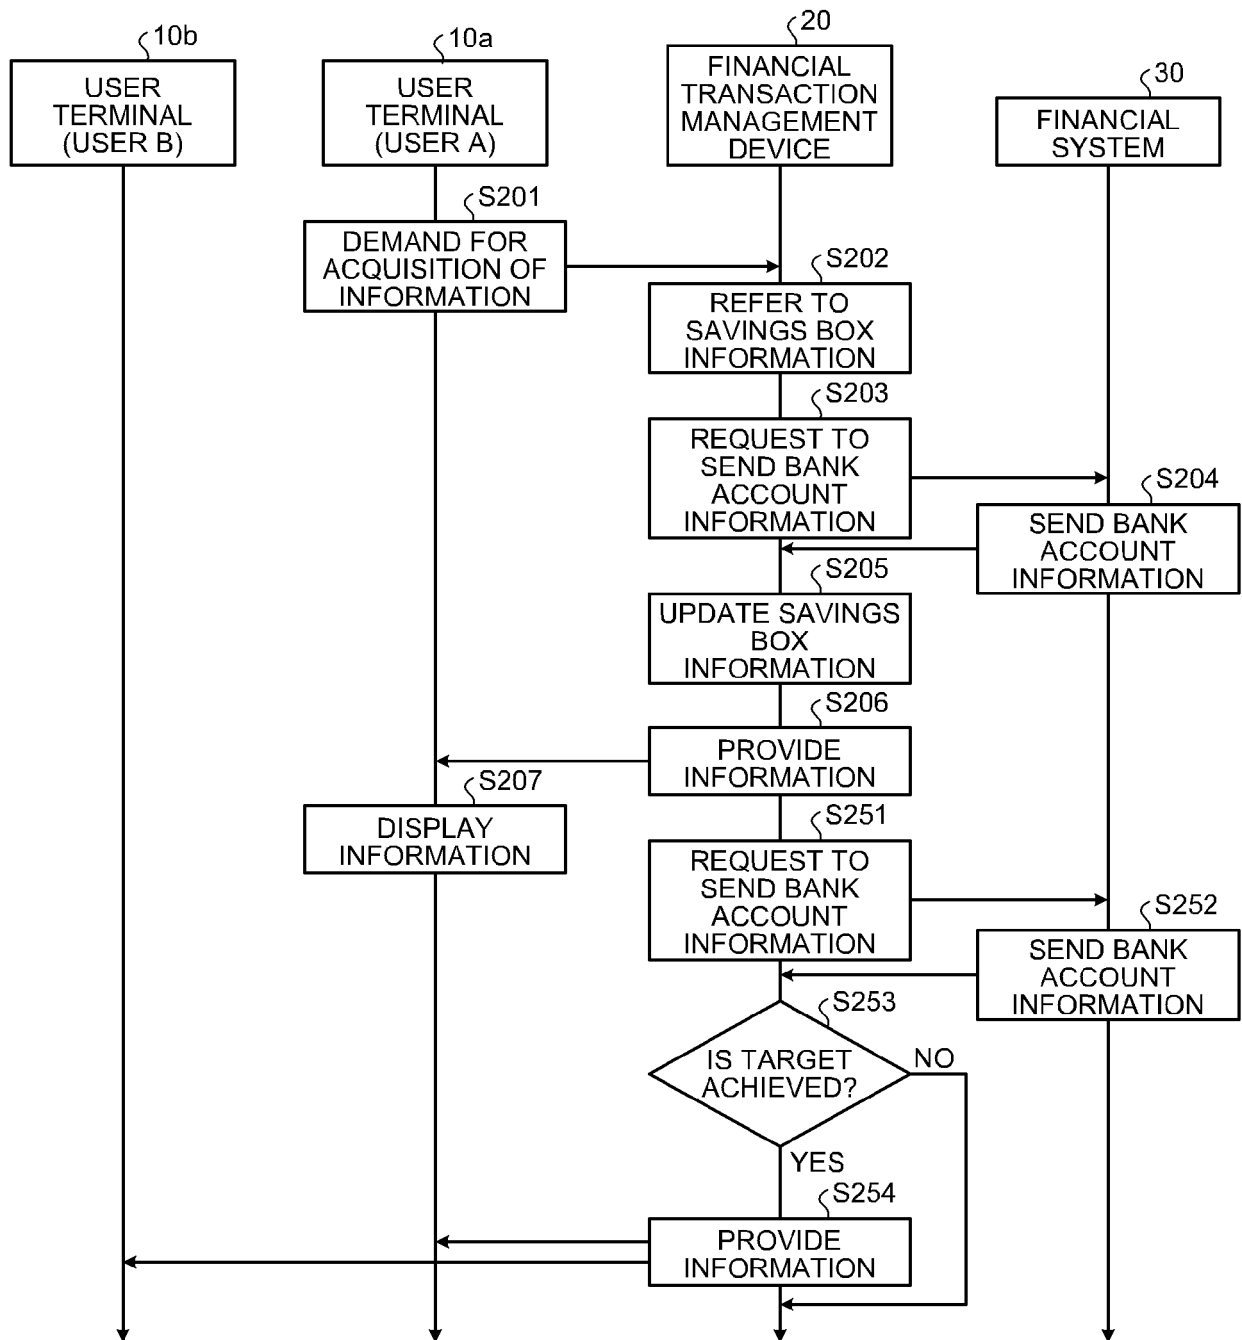 10b
USER
TERMINAL
(USER B)
10a
USER
TERMINAL
(USER A)
20
FINANCIAL
TRANSACTION
MANAGEMENT
DEVICE
30
FINANCIAL
SYSTEM
S201
DEMAND FOR
ACQUISITION OF
INFORMATION
S202
REFER TO
SAVINGS BOX
INFORMATION
S203
REQUEST TO
SEND BANK
ACCOUNT
INFORMATION
S204
SEND BANK
ACCOUNT
INFORMATION
S205
UPDATE SAVINGS
BOX
INFORMATION
S206
PROVIDE
INFORMATION
S207
DISPLAY
INFORMATION
S251
REQUEST TO
SEND BANK
ACCOUNT
INFORMATION
S252
SEND BANK
ACCOUNT
INFORMATION
S253
IS TARGET
ACHIEVED?
NO
YES
S254
PROVIDE
INFORMATION